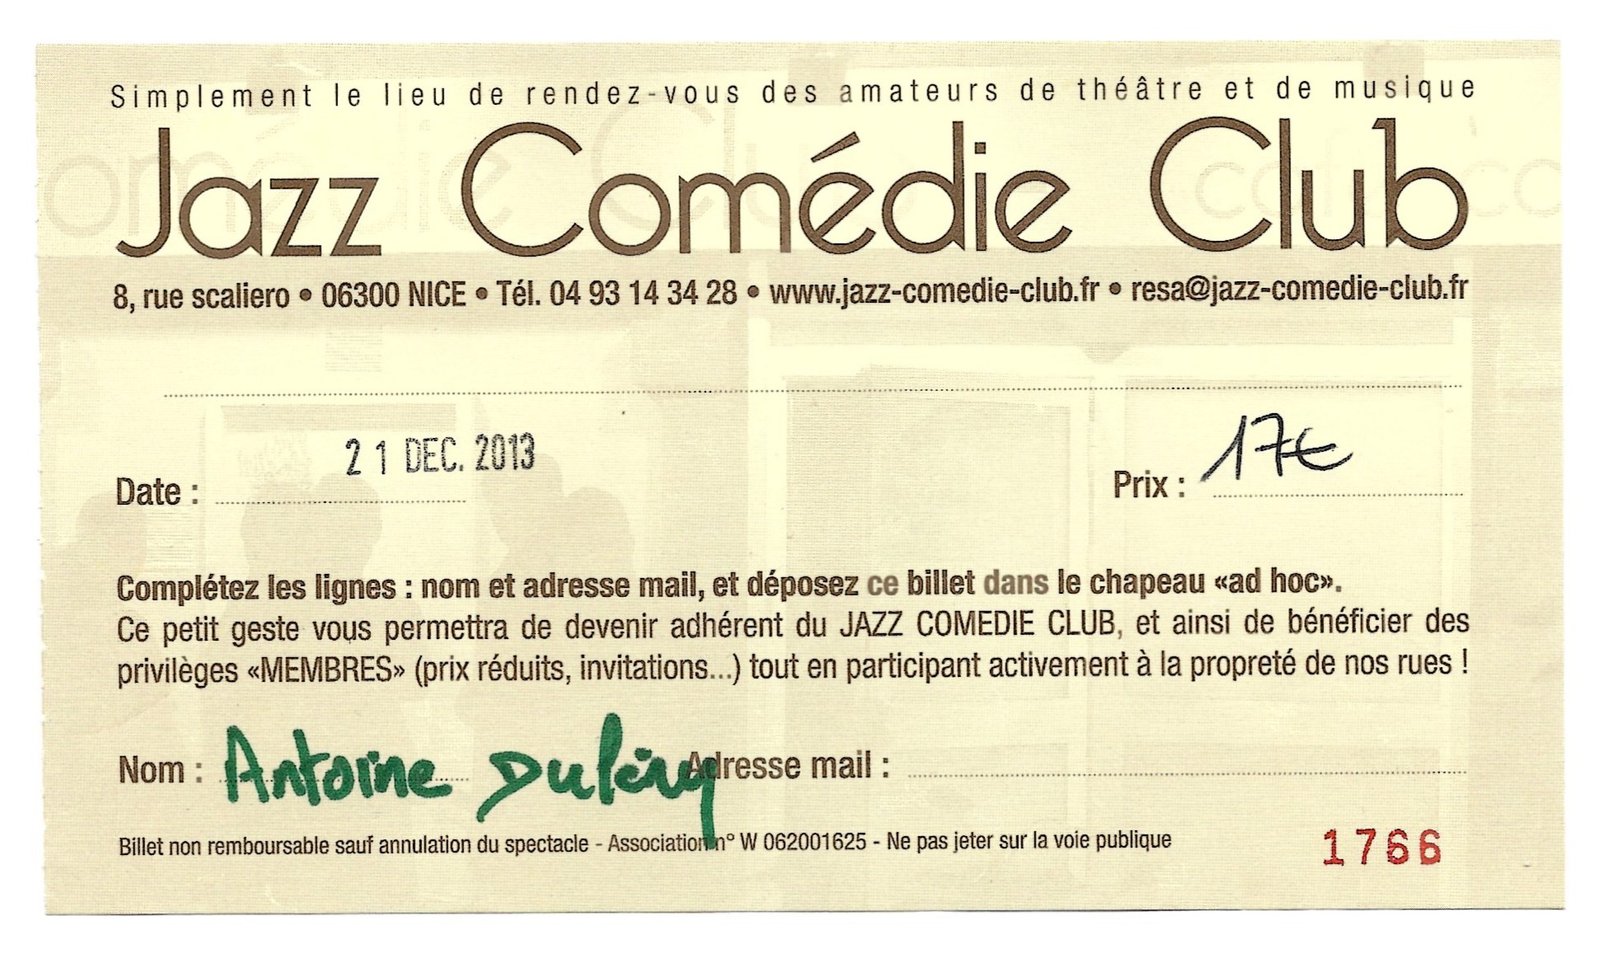 Simplement le lieu de rendez-vous des amateurs de théâtre et de musique
Jazz Comédie Club
8, rue scaliero • 06300 NICE • Tél. 04 93 14 34 28 • www.jazz-comedie-club.fr • resa@jazz-comedie-club.fr
21 DEC. 2013
Date : Prix : 17€
Complétez les lignes : nom et adresse mail, et déposez ce billet dans le chapeau «ad hoc».
Ce petit geste vous permettra de devenir adhérent du JAZZ COMEDIE CLUB, et ainsi de bénéficier des
privilèges «MEMBRES» (prix réduits, invitations...) tout en participant activement à la propreté de nos rues !
Nom : Antoine Adresse mail :
Billet non remboursable sauf annulation du spectacle - Association n° W 062001625 - Ne pas jeter sur la voie publique
1766